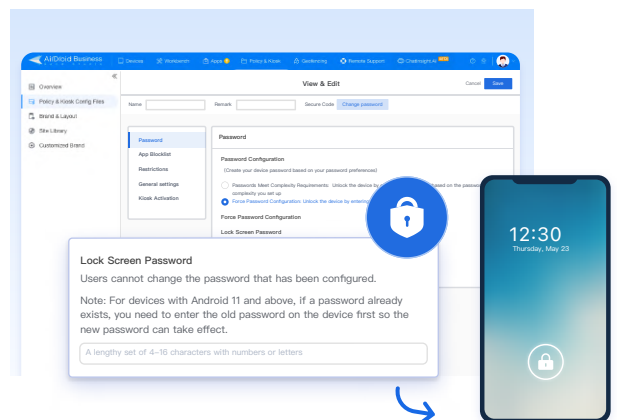 AirDroid Business
Devices
Workbench
Apps
Policy & Kiosk
Geofencing
Remote Support
ChatInsight.AI
Overview
Policy & Kiosk Config Files
Brand & Layout
Site Library
Customized Brand
View & Edit
Cancel
Save
Name
Remark
Secure Code
Change password
Password
App Blocklist
Restrictions
General settings
Kiosk Activation
Password
Password Configuration
(Create your device password based on your password preferences)
Passwords Meet Complexity Requirements: Unlock the device by
based on the passwo
complexity you set up
Force Password Configuration: Unlock the device by entering
Force Password Configuration
Lock Screen Password
Lock Screen Password
Users cannot change the password that has been configured.
Note: For devices with Android 11 and above, if a password already
exists, you need to enter the old password on the device first so the
new password can take effect.
A lengthy set of 4-16 characters with numbers or letters
12:30
Thursday, May 23